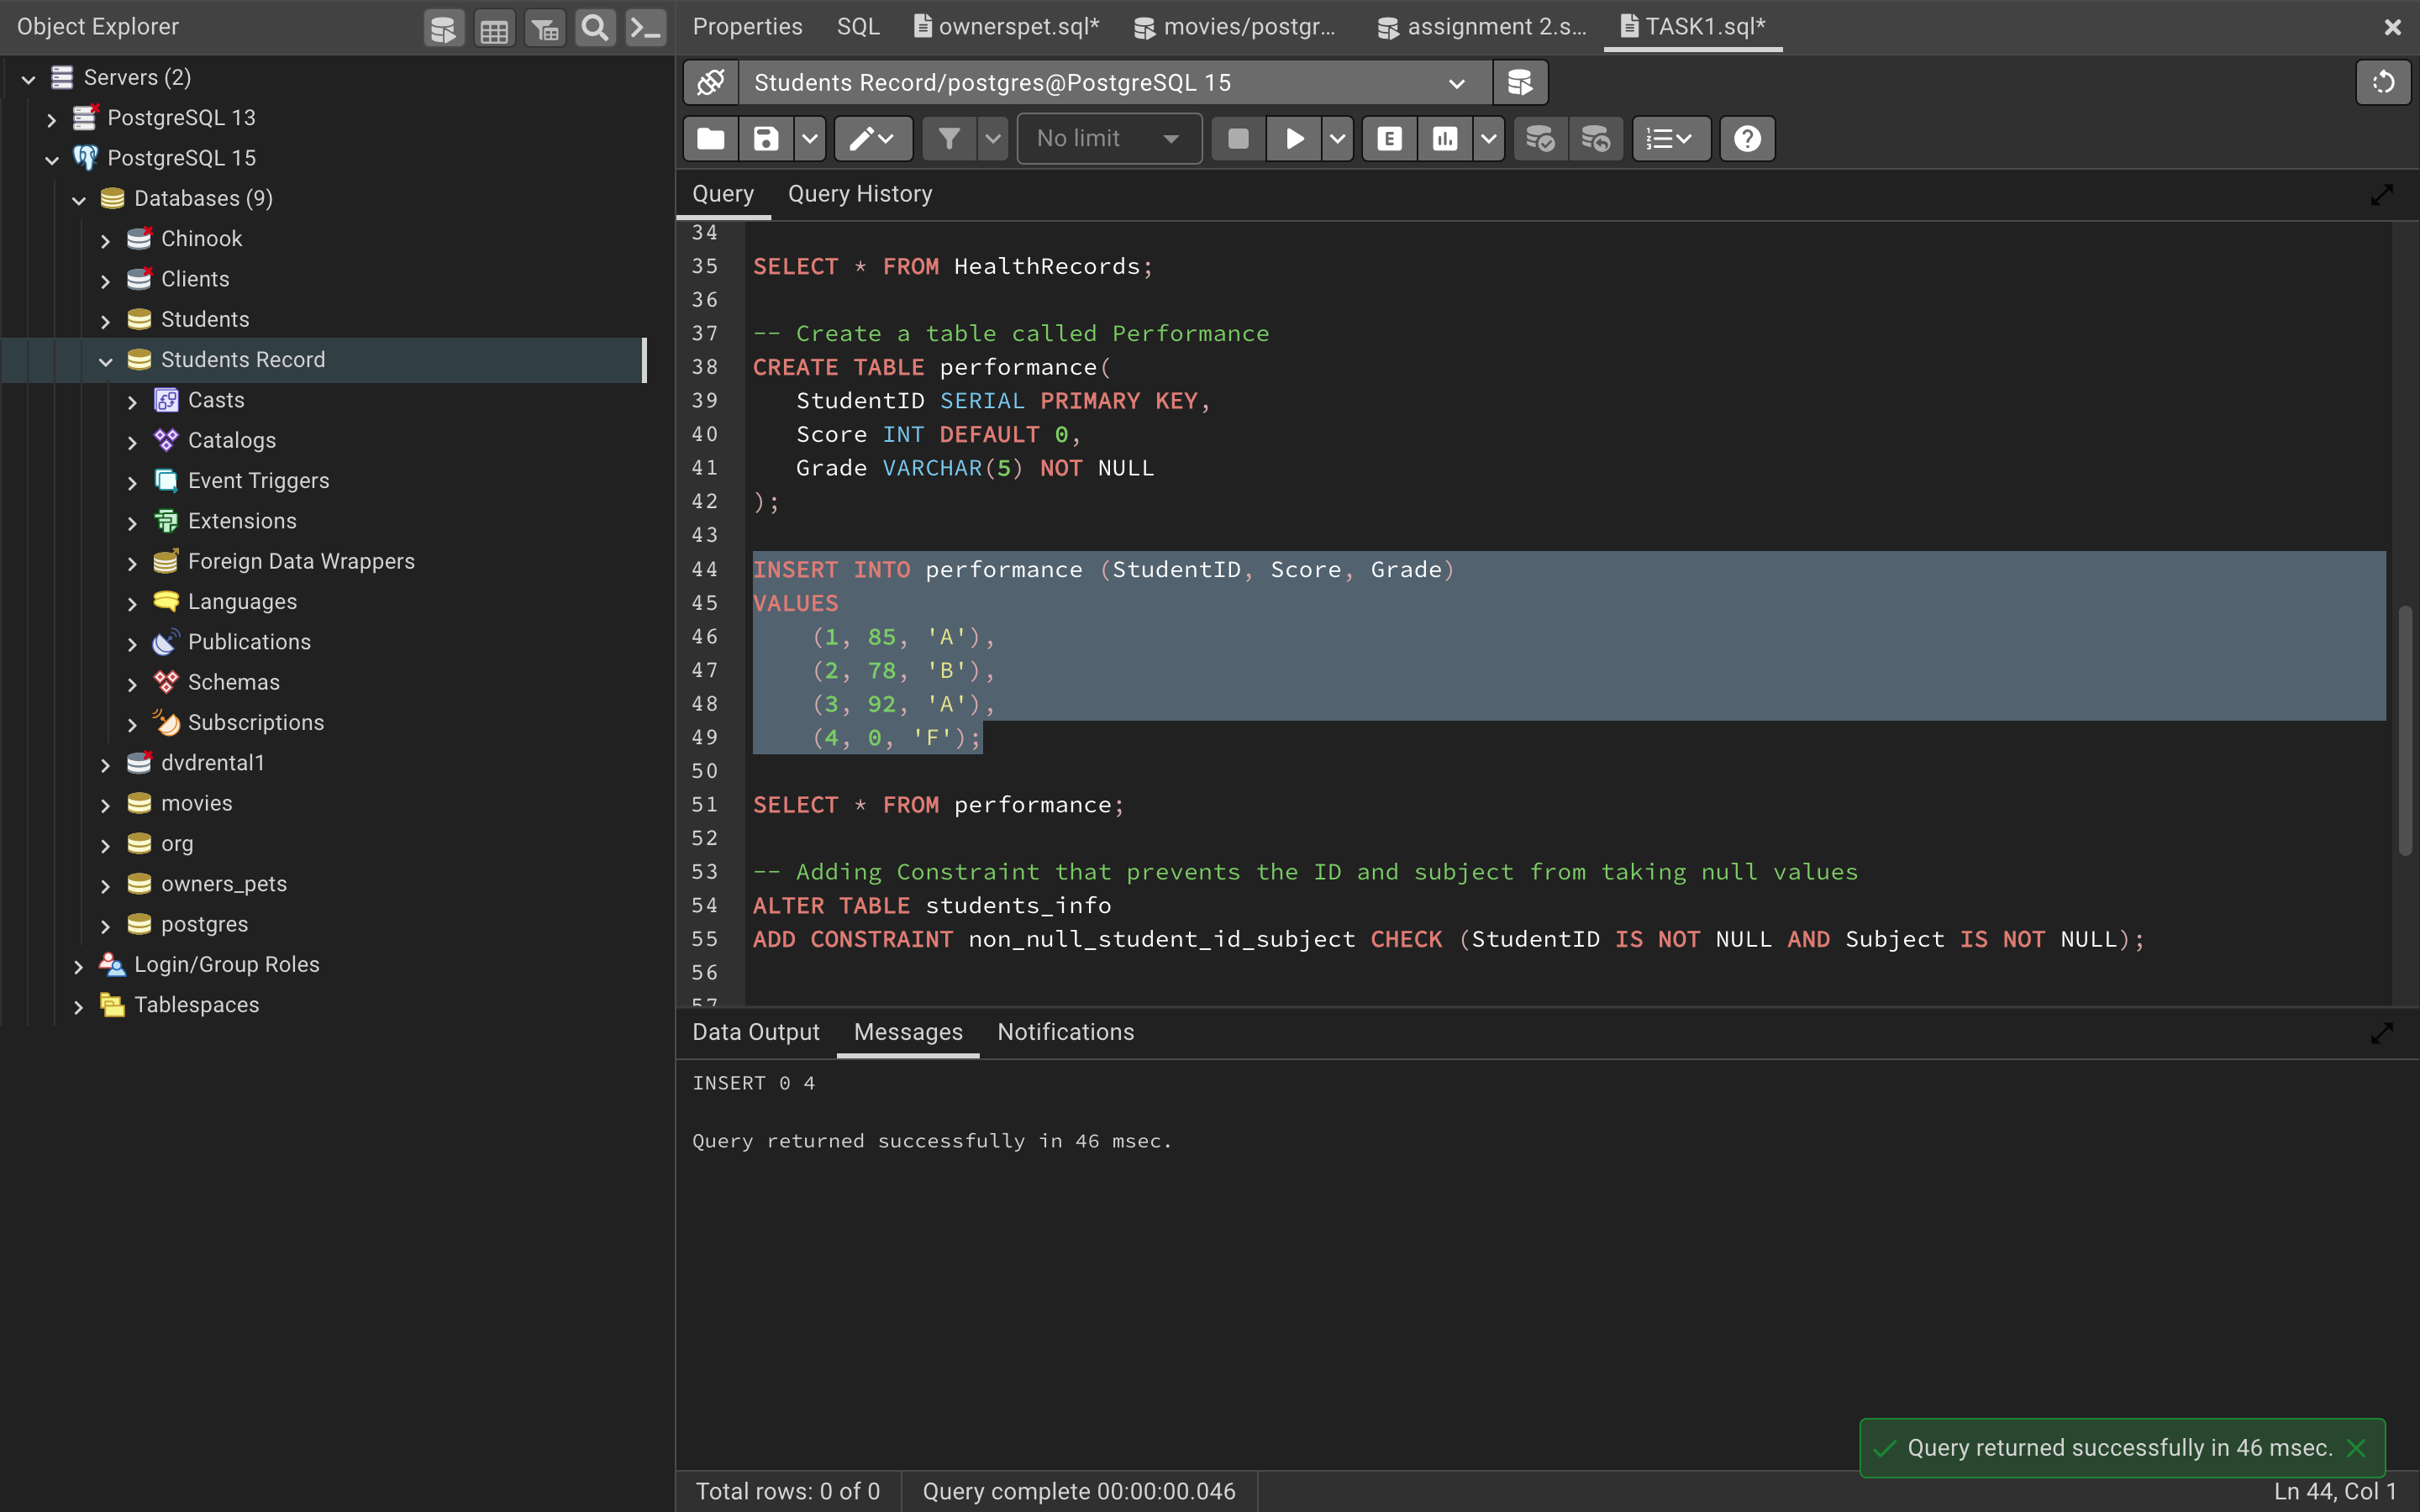 Object Explorer
Servers (2)
PostgreSQL 13
PostgreSQL 15
Databases (9)
Chinook
Clients
Students
Students Record
Casts
Catalogs
Event Triggers
Extensions
Foreign Data Wrappers
Languages
Publications
Schemas
Subscriptions
dvdrental1
movies
org
owners_pets
postgres
Login/Group Roles
Tablespaces
Properties SQL ownerspet.sql* movies/postgr... assignment 2.s... TASK1.sql*
Students Record/postgres@PostgreSQL 15
No limit E
Query Query History
34
35 SELECT * FROM HealthRecords;
36
37 -- Create a table called Performance
38 CREATE TABLE performance(
39 StudentID SERIAL PRIMARY KEY,
40 Score INT DEFAULT 0,
41 Grade VARCHAR(5) NOT NULL
42 );
43
44 INSERT INTO performance (StudentID, Score, Grade)
45 VALUES
46 (1, 85, 'A'),
47 (2, 78, 'B'),
48 (3, 92, 'A'),
49 (4, 0, 'F');
50
51 SELECT * FROM performance;
52
53 -- Adding Constraint that prevents the ID and subject from taking null values
54 ALTER TABLE students_info
55 ADD CONSTRAINT non_null_student_id_subject CHECK (StudentID IS NOT NULL AND Subject IS NOT NULL);
56
57
Data Output Messages Notifications
INSERT 0 4
Query returned successfully in 46 msec.
Query returned successfully in 46 msec.
Total rows: 0 of 0 Query complete 00:00:00.046 Ln 44, Col 1